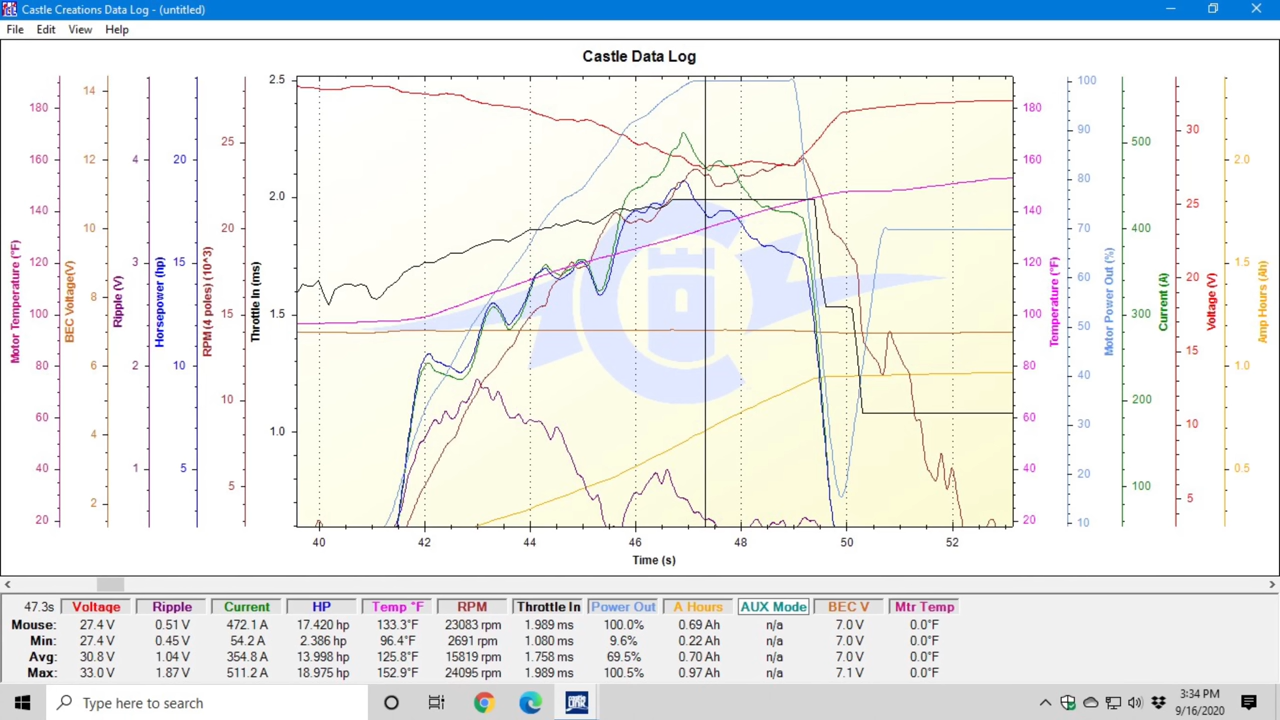 Castle Creations Data Log - (untitled)
File Edit View Help
Castle Data Log
Motor Temperature (°F)
180
160
140
120
100
80
60
40
20
BEC Voltage(V)
14
12
10
8
6
4
2
Ripple (V)
4
3
2
1
Horsepower (hp)
20
15
10
5
RPM(4 poles) (10^3)
25
20
15
10
5
Throttle In (ms)
2.5
2.0
1.5
1.0
Temperature (°F)
180
160
140
120
100
80
60
40
20
Motor Power Out (%)
100
90
80
70
60
50
40
30
20
10
Current (A)
500
400
300
200
100
Voltage (V)
30
25
20
15
10
5
Amp Hours (Ah)
2.0
1.5
1.0
0.5
40 42 44 46 48 50 52
Time (s)
47.3s Voltage Ripple Current HP Temp °F RPM Throttle In Power Out A Hours AUX Mode BEC V Mtr Temp
Mouse: 27.4 V 0.51 V 472.1 A 17.420 hp 133.3°F 23083 rpm 1.989 ms 100.0% 0.69 Ah n/a 7.0 V 0.0°F
Min: 27.4 V 0.45 V 54.2 A 2.386 hp 96.4°F 2691 rpm 1.080 ms 9.6% 0.22 Ah n/a 7.0 V 0.0°F
Avg: 30.8 V 1.04 V 354.8 A 13.998 hp 125.8°F 15819 rpm 1.758 ms 69.5% 0.70 Ah n/a 7.0 V 0.0°F
Max: 33.0 V 1.87 V 511.2 A 18.975 hp 152.9°F 24095 rpm 1.989 ms 100.5% 0.97 Ah n/a 7.1 V 0.0°F
Type here to search
3:34 PM
9/16/2020